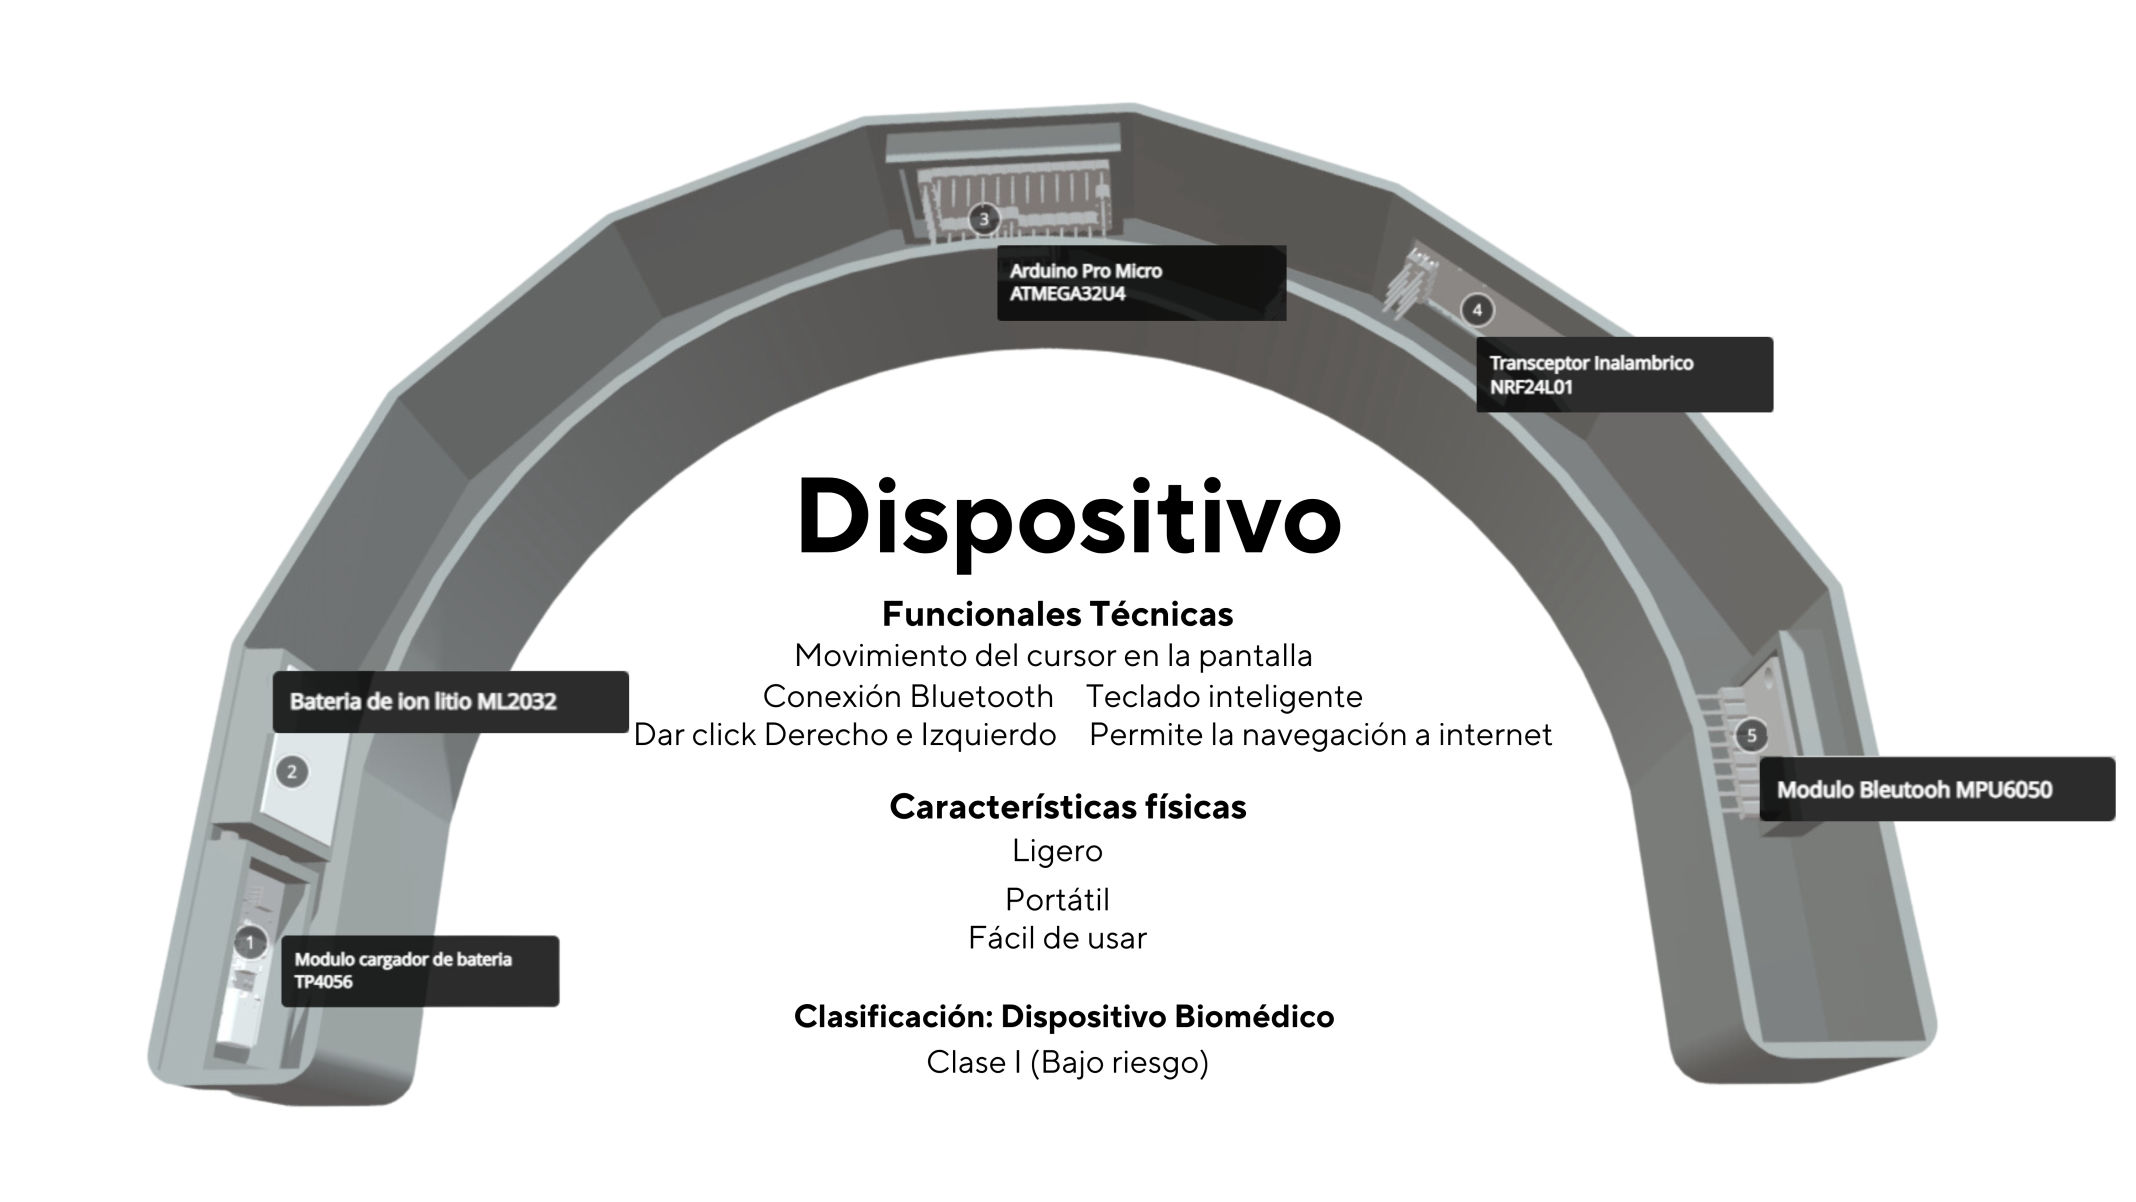 3
Arduino Pro Micro
ATMEGA32U4
4
Transceptor Inalambrico
NRF24L01
Dispositivo
Funcionales Técnicas
Movimiento del cursor en la pantalla
Conexión Bluetooth Teclado inteligente
Dar click Derecho e Izquierdo Permite la navegación a internet
Bateria de ion litio ML2032
2
5
Modulo Bleutooh MPU6050
Características físicas
Ligero
Portátil
Fácil de usar
1
Modulo cargador de bateria
TP4056
Clasificación: Dispositivo Biomédico
Clase I (Bajo riesgo)